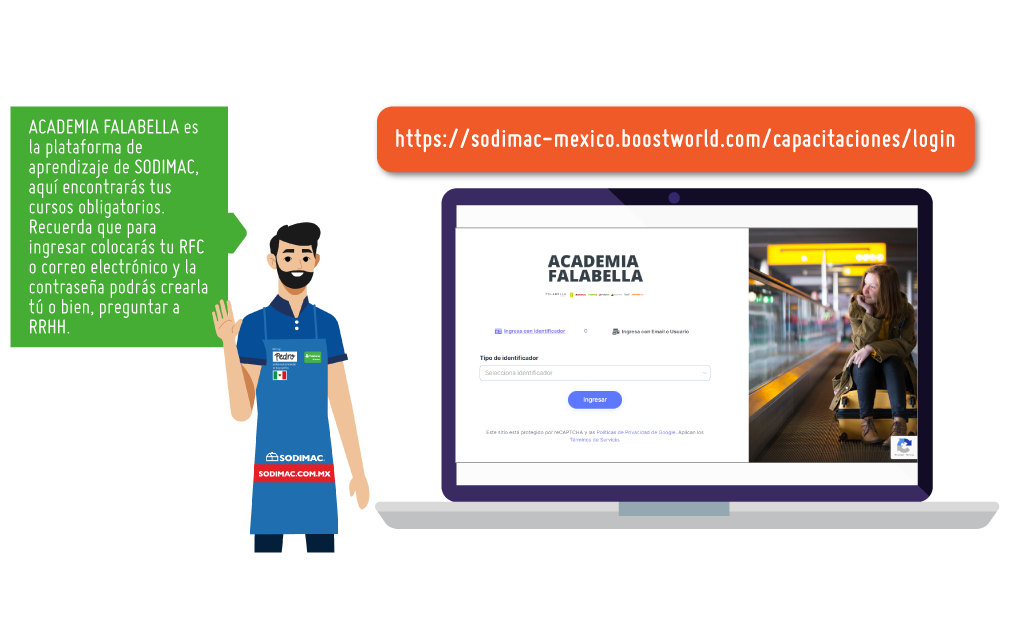 ACADEMIA FALABELLA es
la plataforma de
aprendizaje de SODIMAC,
aquí encontrarás tus
cursos obligatorios.
Recuerda que para
ingresar colocarás tu RFC
o correo electrónico y la
contraseña podrás crearla
tú o bien, preguntar a
RRHH.
https://sodimac-mexico.boostworld.com/capacitaciones/login
ACADEMIA
FALABELLA
Ingresa con Identificador
O
Ingresa con Email o Usuario
Tipo de identificador
Selecciona identificador
Ingresar
Este sitio está protegido por reCAPTCHA y las Políticas de Privacidad de Google. Aplican los
Términos de Servicio.
Pedro
SODIMAC
SODIMAC.COM.MX